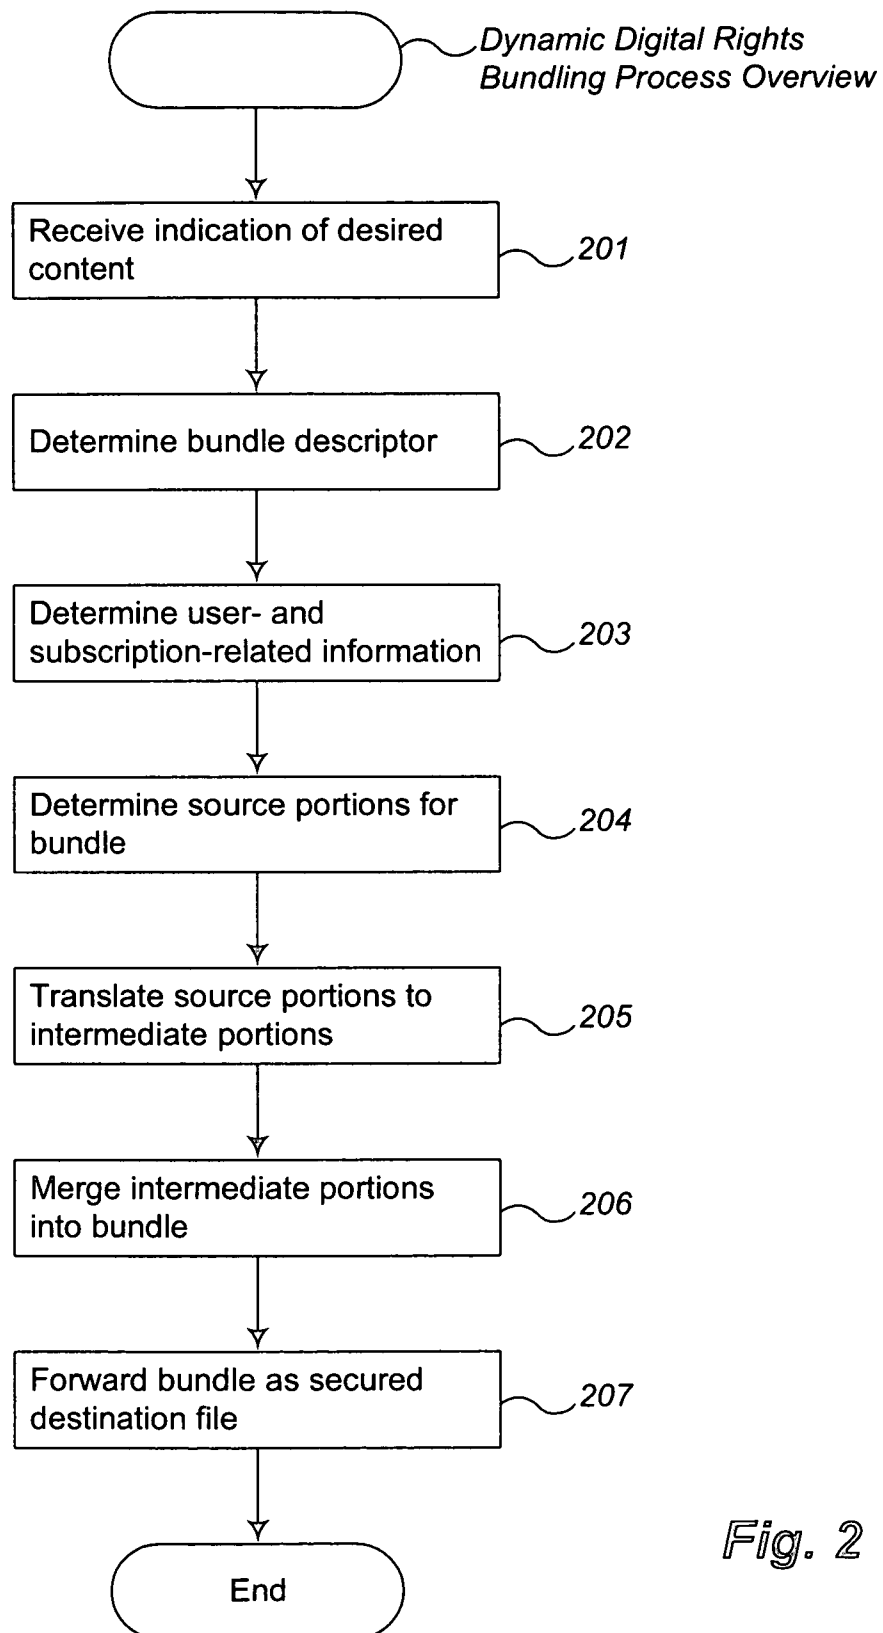 Dynamic Digital Rights
Bundling Process Overview
Receive indication of desired
content
201
Determine bundle descriptor
202
Determine user- and
subscription-related information
203
Determine source portions for
bundle
204
Translate source portions to
intermediate portions
205
Merge intermediate portions
into bundle
206
Forward bundle as secured
destination file
207
End
Fig. 2